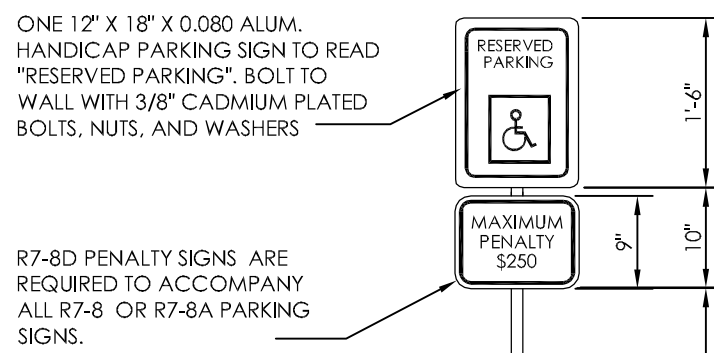 ONE 12" X 18" X 0.080 ALUM.
HANDICAP PARKING SIGN TO READ
"RESERVED PARKING". BOLT TO
WALL WITH 3/8" CADMIUM PLATED
BOLTS, NUTS, AND WASHERS
RESERVED
PARKING
1'-6"
MAXIMUM
PENALTY
$250
9"
10"
R7-8D PENALTY SIGNS ARE
REQUIRED TO ACCOMPANY
ALL R7-8 OR R7-8A PARKING
SIGNS.